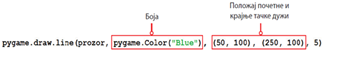 Боја
Положај почетне и
крајње тачке дужи
pygame.draw.line(prozor, pygame.Color("Blue"), (50, 100), (250, 100), 5)